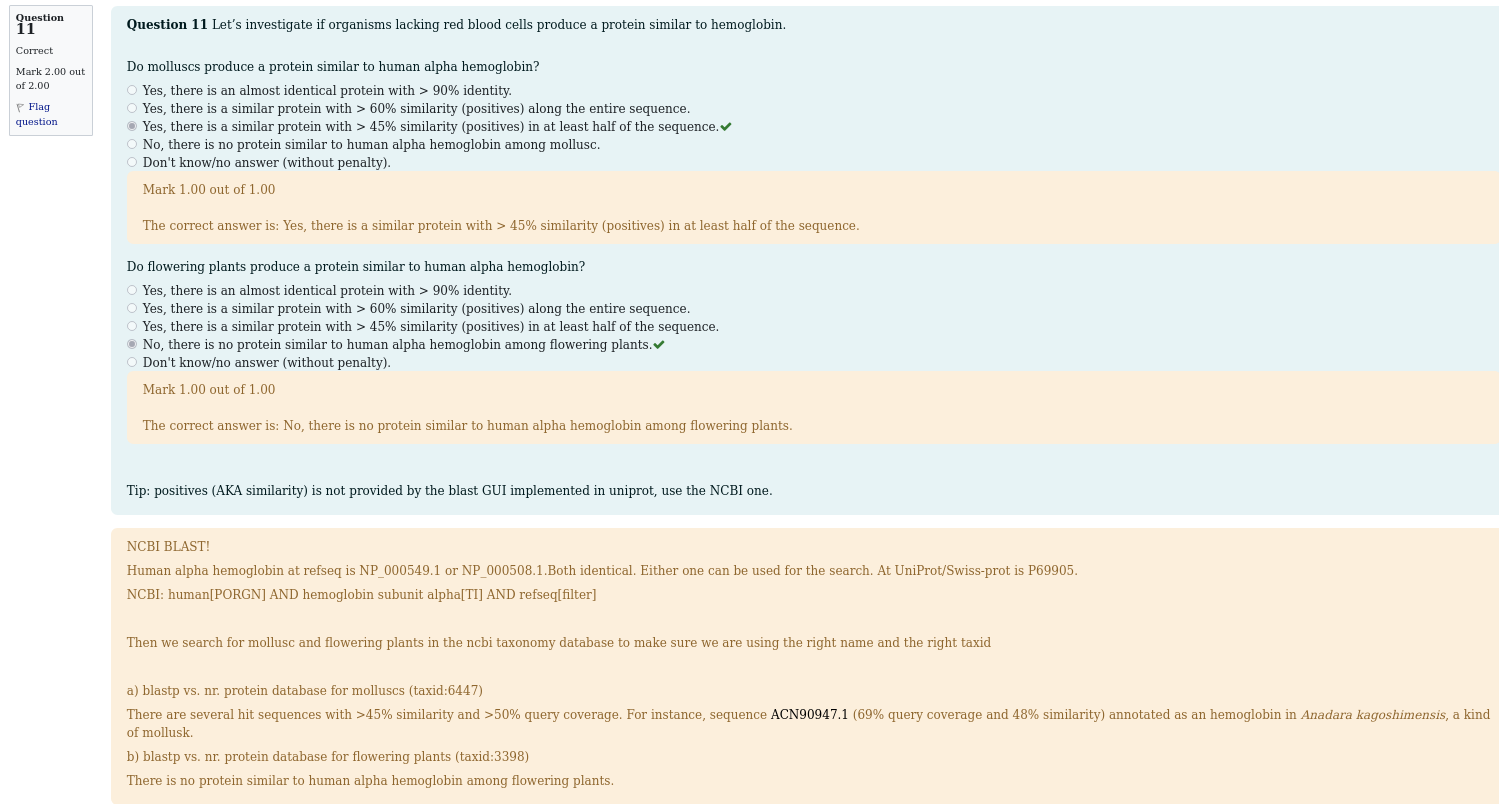 Question
11
Correct
Mark 2.00 out
of 2.00
Flag
question
Question 11 Let’s investigate if organisms lacking red blood cells produce a protein similar to hemoglobin.
Do molluscs produce a protein similar to human alpha hemoglobin?
Yes, there is an almost identical protein with > 90% identity.
Yes, there is a similar protein with > 60% similarity (positives) along the entire sequence.
Yes, there is a similar protein with > 45% similarity (positives) in at least half of the sequence.
No, there is no protein similar to human alpha hemoglobin among mollusc.
Don't know/no answer (without penalty).
Mark 1.00 out of 1.00
The correct answer is: Yes, there is a similar protein with > 45% similarity (positives) in at least half of the sequence.
Do flowering plants produce a protein similar to human alpha hemoglobin?
Yes, there is an almost identical protein with > 90% identity.
Yes, there is a similar protein with > 60% similarity (positives) along the entire sequence.
Yes, there is a similar protein with > 45% similarity (positives) in at least half of the sequence.
No, there is no protein similar to human alpha hemoglobin among flowering plants.
Don't know/no answer (without penalty).
Mark 1.00 out of 1.00
The correct answer is: No, there is no protein similar to human alpha hemoglobin among flowering plants.
Tip: positives (AKA similarity) is not provided by the blast GUI implemented in uniprot, use the NCBI one.
NCBI BLAST!
Human alpha hemoglobin at refseq is NP_000549.1 or NP_000508.1.Both identical. Either one can be used for the search. At UniProt/Swiss-prot is P69905.
NCBI: human[PORGN] AND hemoglobin subunit alpha[TI] AND refseq[filter]
Then we search for mollusc and flowering plants in the ncbi taxonomy database to make sure we are using the right name and the right taxid
a) blastp vs. nr. protein database for molluscs (taxid:6447)
There are several hit sequences with >45% similarity and >50% query coverage. For instance, sequence ACN90947.1 (69% query coverage and 48% similarity) annotated as an hemoglobin in Anadara kagoshimensis, a kind
of mollusk.
b) blastp vs. nr. protein database for flowering plants (taxid:3398)
There is no protein similar to human alpha hemoglobin among flowering plants.